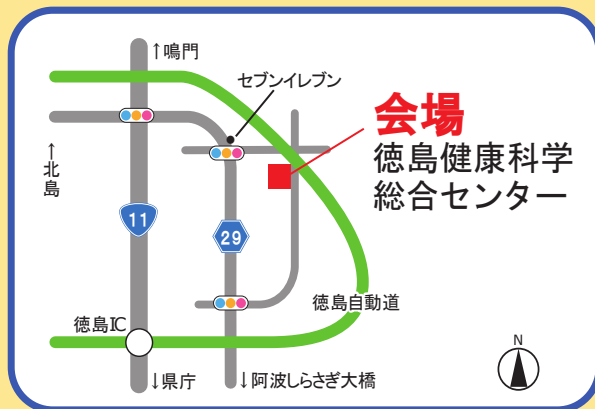 ↑鳴門
セブンイレブン
会場
徳島健康科学
総合センター
↑北島
11
29
徳島自動道
徳島IC
↓県庁
↓阿波しらさぎ大橋
N